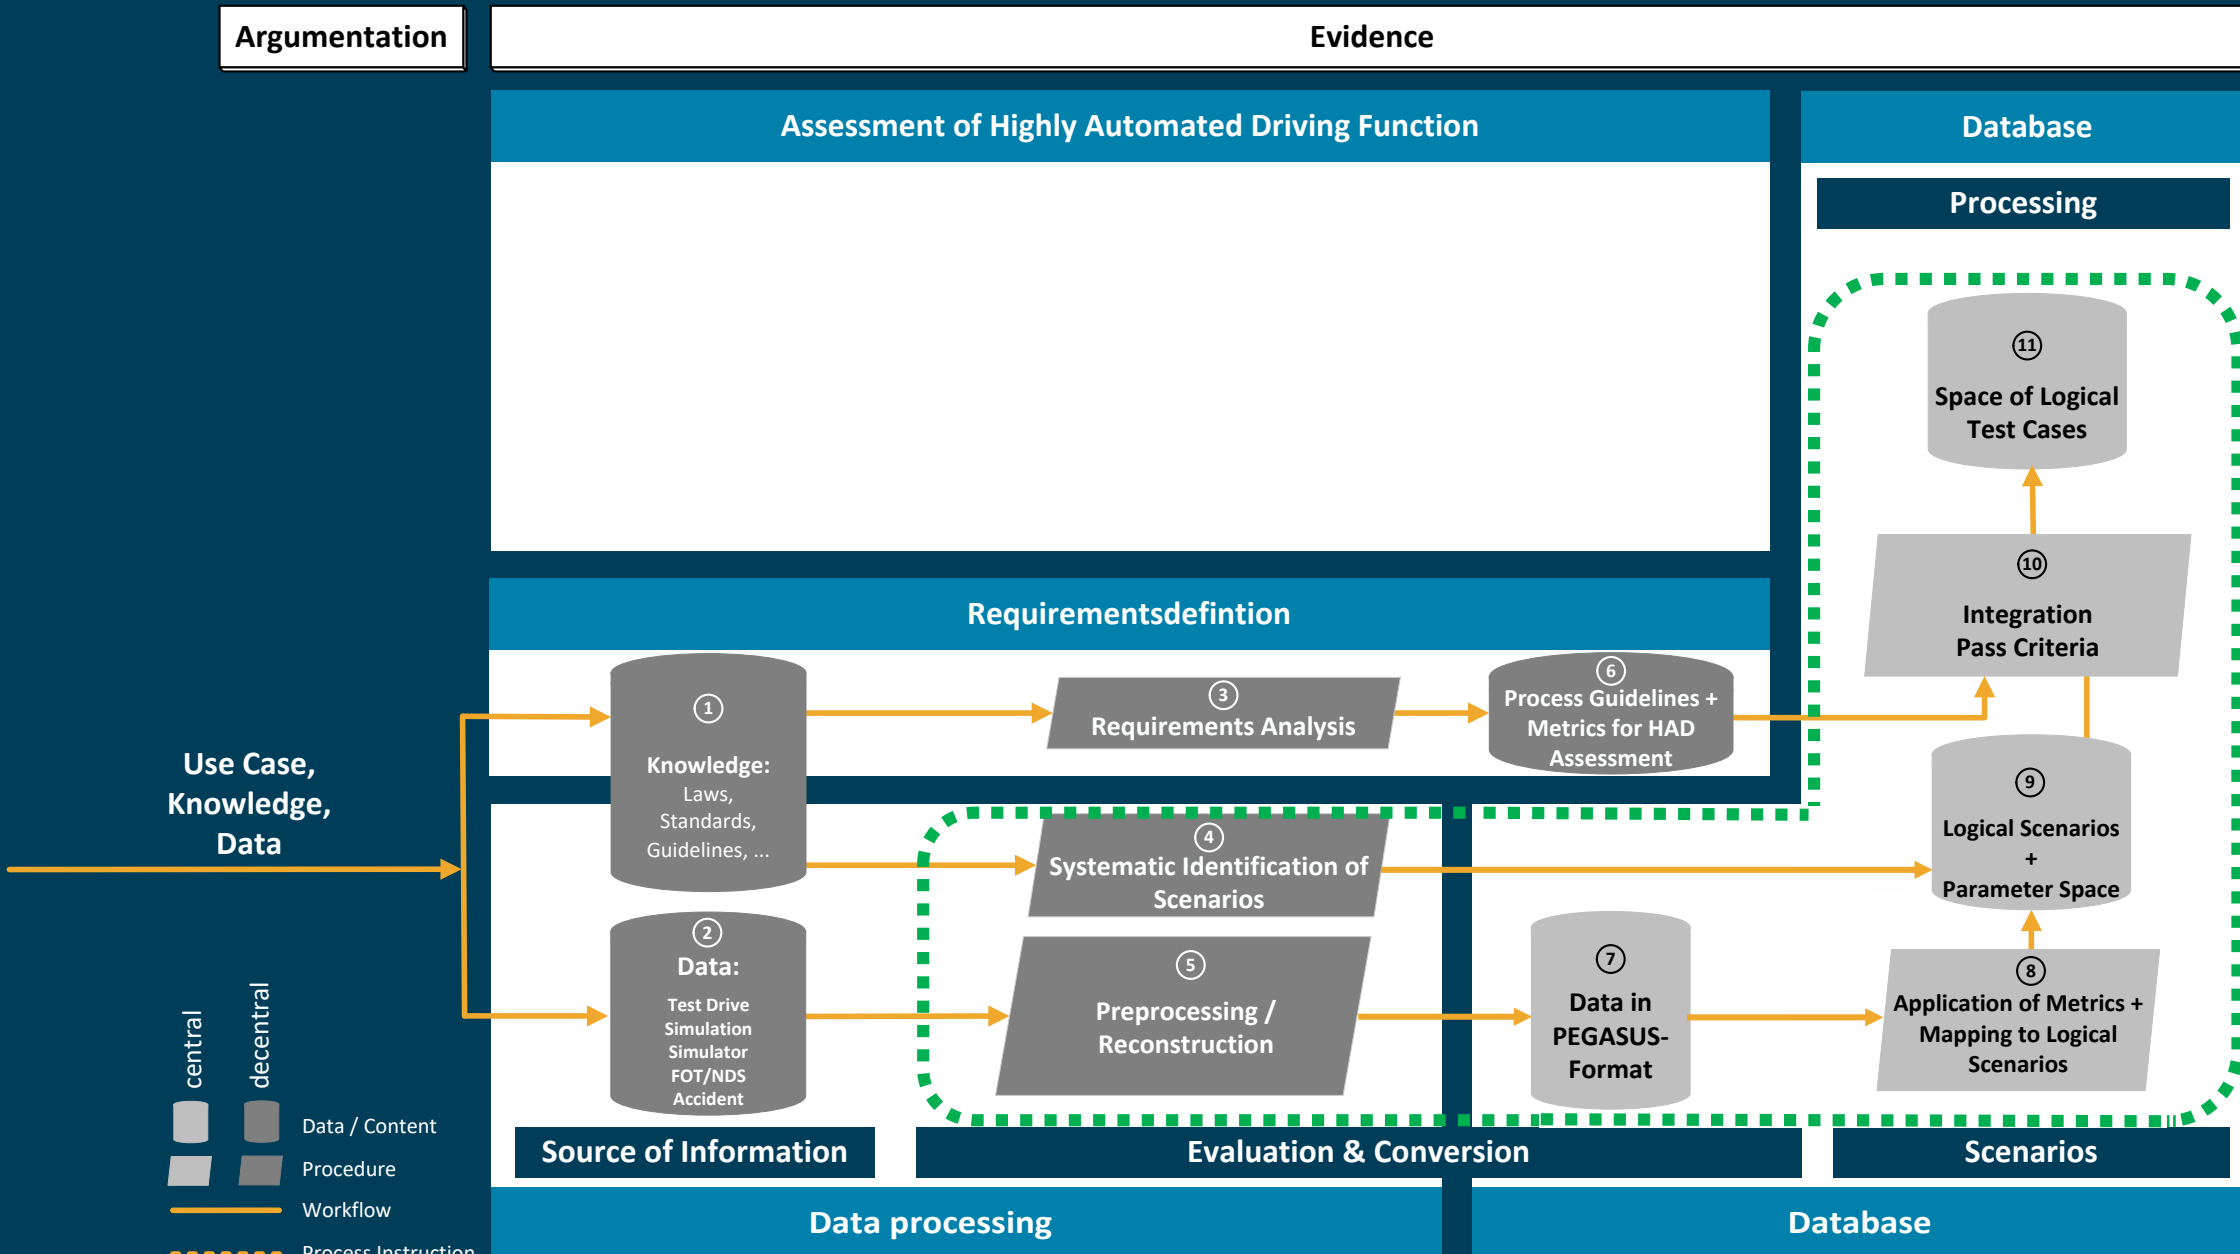 Argumentation
Evidence
Assessment of Highly Automated Driving Function
Database
Processing
11
Space of Logical
Test Cases
10
Integration
Pass Criteria
Requirementsdefintion
1
Knowledge:
Laws,
Standards,
Guidelines, ...
3
Requirements Analysis
6
Process Guidelines +
Metrics for HAD
Assessment
Use Case,
Knowledge,
Data
4
Systematic Identification of
Scenarios
9
Logical Scenarios
+
Parameter Space
2
Data:
Test Drive
Simulation
Simulator
FOT/NDS
Accident
5
Preprocessing /
Reconstruction
7
Data in
PEGASUS-
Format
8
Application of Metrics +
Mapping to Logical
Scenarios
central
decentral
Data / Content
Procedure
Workflow
Process Instruction
Source of Information
Evaluation & Conversion
Scenarios
Data processing
Database